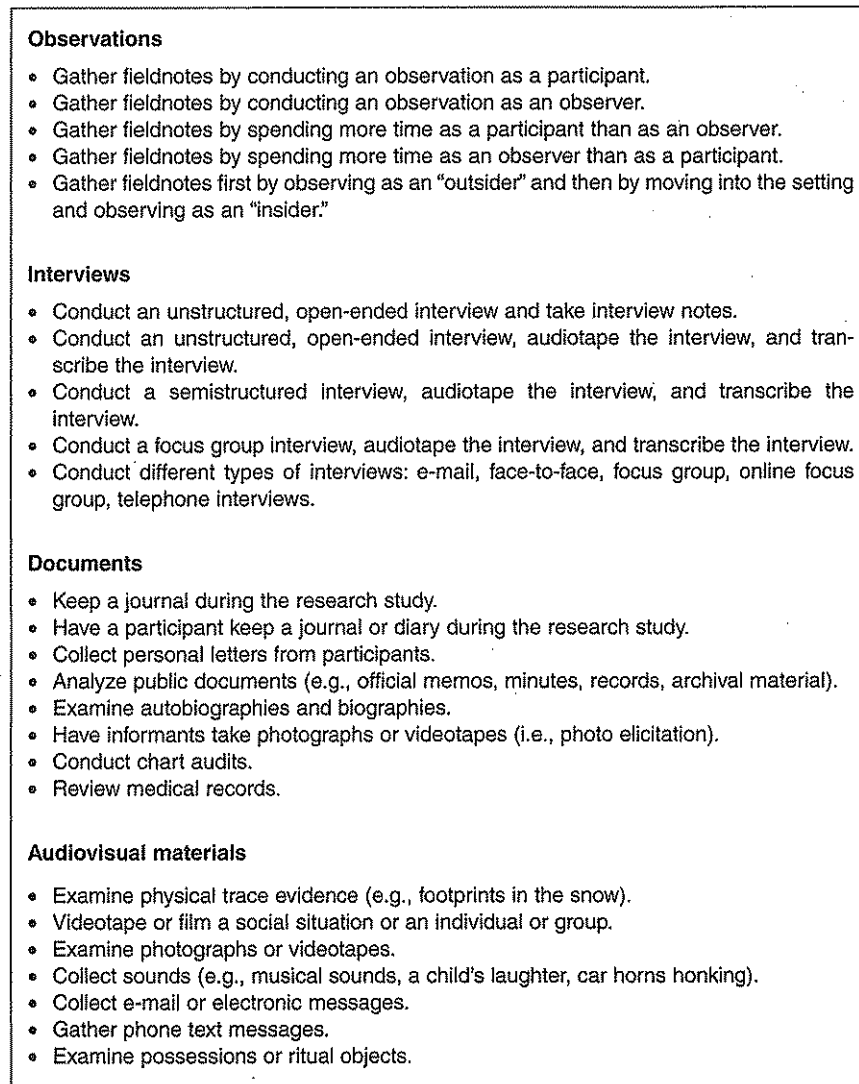 Observations
• Gather fieldnotes by conducting an observation as a participant.
• Gather fieldnotes by conducting an observation as an observer.
• Gather fieldnotes by spending more time as a participant than as an observer.
• Gather fieldnotes by spending more time as an observer than as a participant.
• Gather fieldnotes first by observing as an "outsider" and then by moving into the setting
and observing as an "insider."
Interviews
• Conduct an unstructured, open-ended interview and take interview notes.
• Conduct an unstructured, open-ended interview, audiotape the interview, and tran-
scribe the interview.
• Conduct a semistructured interview, audiotape the interview, and transcribe the
interview.
• Conduct a focus group interview, audiotape the interview, and transcribe the interview.
• Conduct different types of interviews: e-mail, face-to-face, focus group, online focus
group, telephone interviews.
Documents
• Keep a journal during the research study.
• Have a participant keep a journal or diary during the research study.
• Collect personal letters from participants.
• Analyze public documents (e.g., official memos, minutes, records, archival material).
• Examine autobiographies and biographies.
• Have informants take photographs or videotapes (i.e., photo elicitation).
• Conduct chart audits.
• Review medical records.
Audiovisual materials
• Examine physical trace evidence (e.g., footprints in the snow).
• Videotape or film a social situation or an individual or group.
• Examine photographs or videotapes.
• Collect sounds (e.g., musical sounds, a child's laughter, car horns honking).
• Collect e-mail or electronic messages.
• Gather phone text messages.
• Examine possessions or ritual objects.